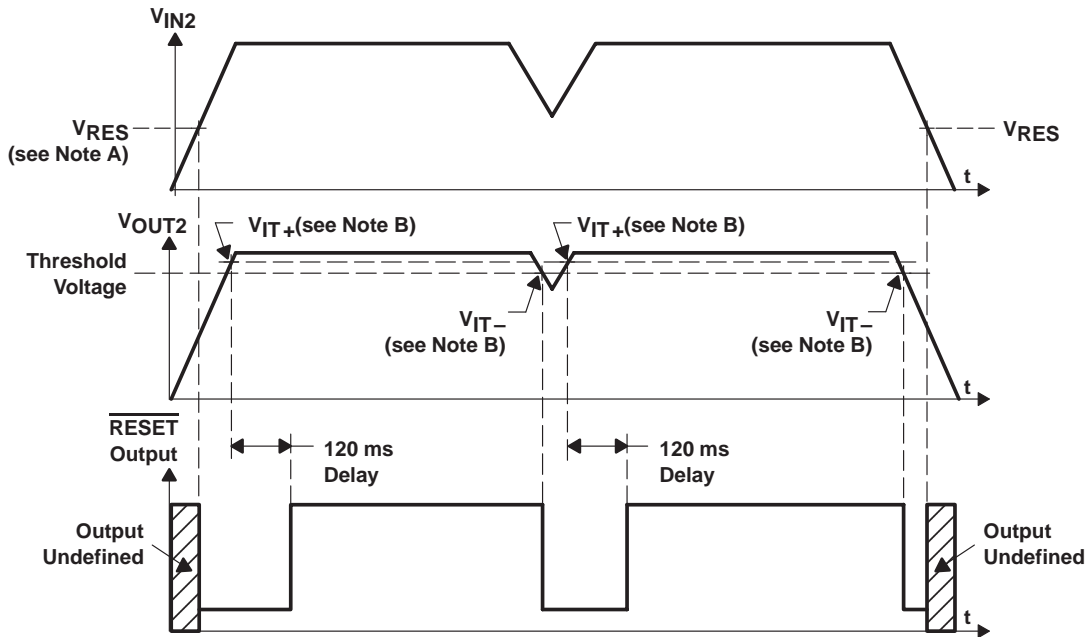 VIN2
VRES
(see Note A)
VRES
t
VOUT2
VIT+(see Note B)
VIT+(see Note B)
Threshold
Voltage
VIT−
(see Note B)
VIT−
(see Note B)
t
RESET
Output
120 ms
Delay
120 ms
Delay
Output
Undefined
Output
Undefined
t